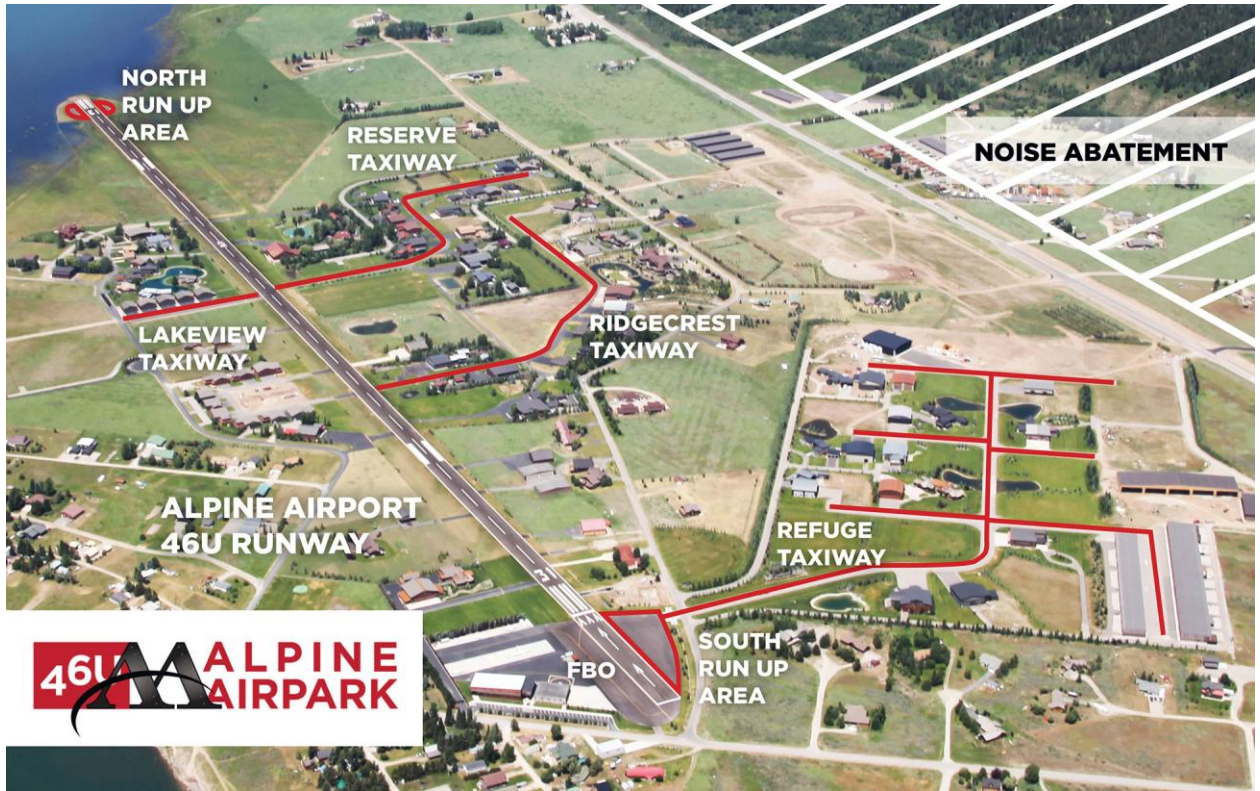 NORTH
RUN UP
AREA
RESERVE
TAXIWAY
NOISE ABATEMENT
LAKEVIEW
TAXIWAY
RIDGECREST
TAXIWAY
ALPINE AIRPORT
46U RUNWAY
REFUGE
TAXIWAY
SOUTH
RUN UP
AREA
FBO
46U AA ALPINE
AIRPARK